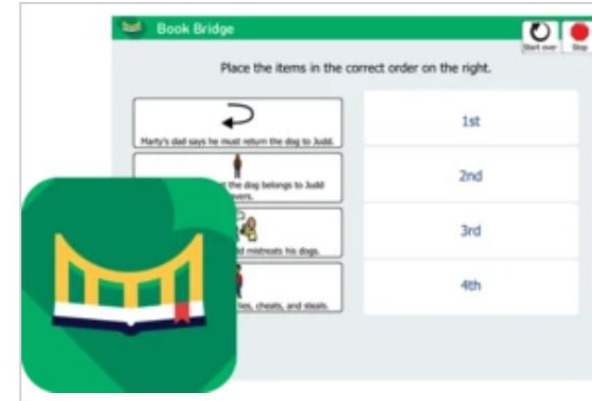 Book Bridge
Start over Stop
Place the items in the correct order on the right.
Marty's dad says he must return the dog to Judd.
1st
the dog belongs to Judd
2nd
mistreats his dogs.
3rd
lies, cheats, and steals.
4th